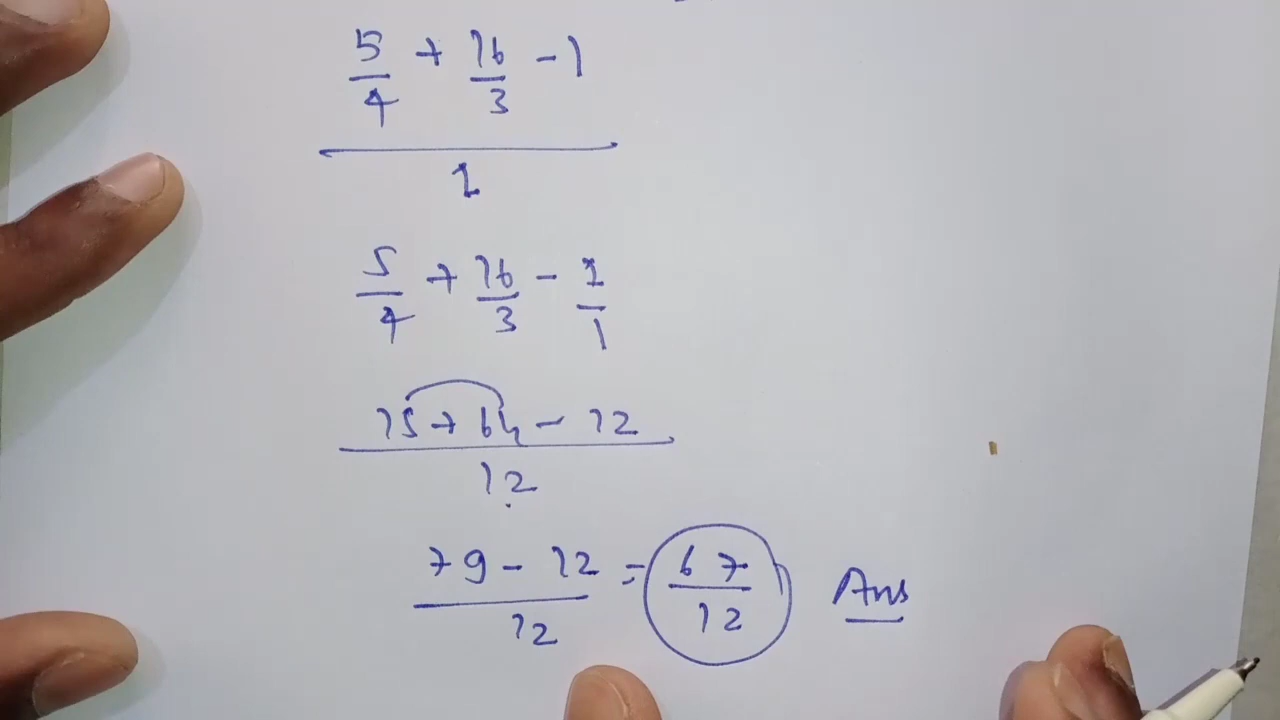 5/4 + 16/3 - 1
1
5/4 + 16/3 - 1/1
15 + 64 - 12
12
79 - 12 / 12 = 67/12 Ans